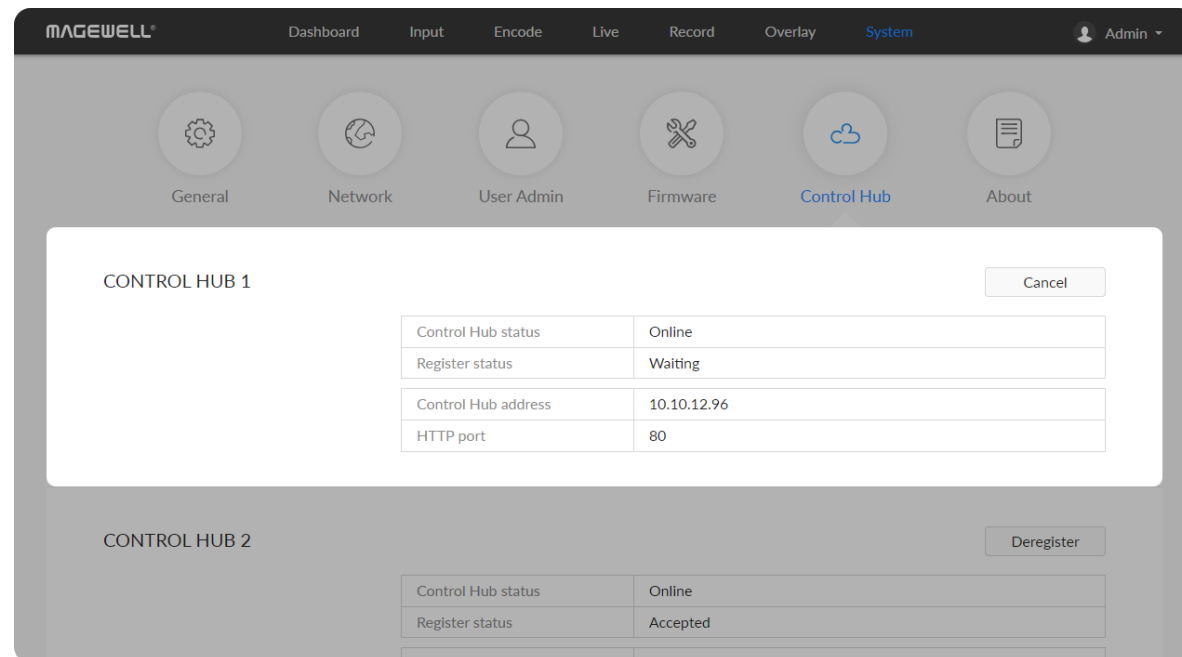 MAGEWELL® Dashboard Input Encode Live Record Overlay System Admin
General Network User Admin Firmware Control Hub About
CONTROL HUB 1 Cancel
Control Hub status Online
Register status Waiting
Control Hub address 10.10.12.96
HTTP port 80
CONTROL HUB 2 Deregister
Control Hub status Online
Register status Accepted